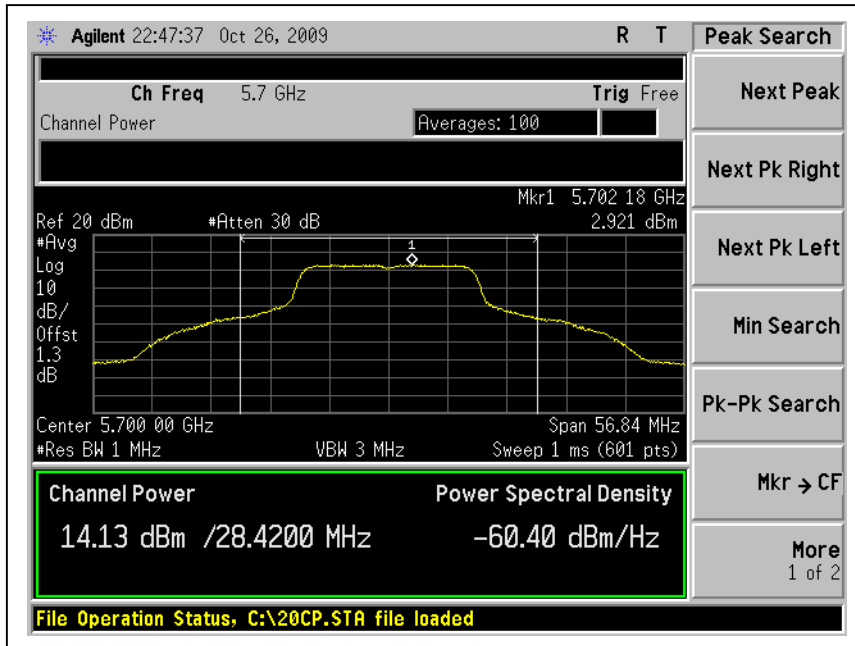 Agilent 22:47:37 Oct 26, 2009 R T
Peak Search
Ch Freq 5.7 GHz Trig Free
Channel Power Averages: 100
Mkr1 5.702 18 GHz
Ref 20 dBm #Atten 30 dB 2.921 dBm
#Avg
Log
10
dB/
Offst
1.3
dB
1
Center 5.700 00 GHz Span 56.84 MHz
#Res BW 1 MHz VBW 3 MHz Sweep 1 ms (601 pts)
Channel Power Power Spectral Density
14.13 dBm /28.4200 MHz -60.40 dBm/Hz
File Operation Status, C:\20CP.STA file loaded
Next Peak
Next Pk Right
Next Pk Left
Min Search
Pk-Pk Search
Mkr → CF
More
1 of 2